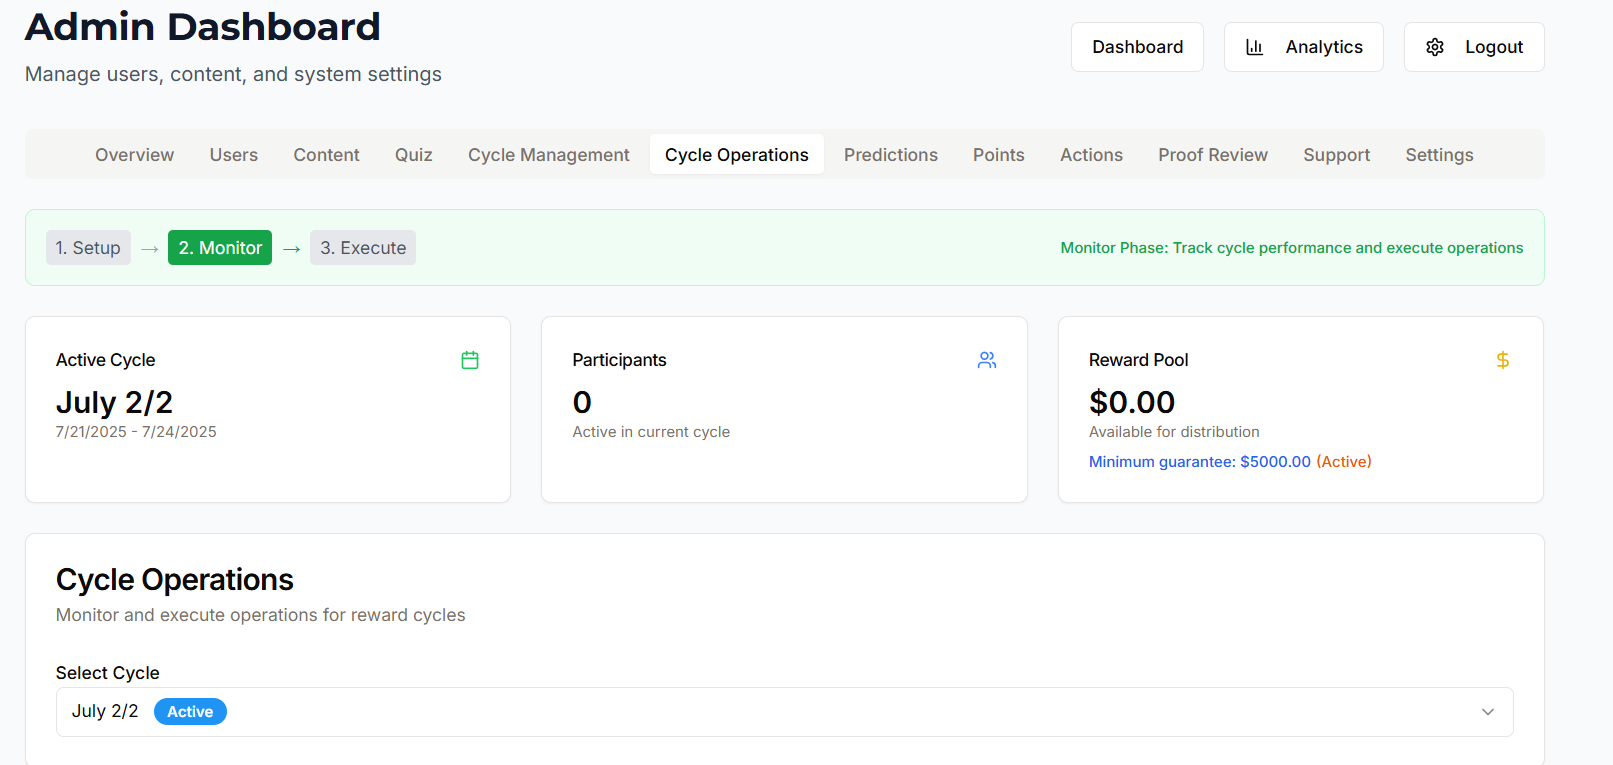 Admin Dashboard
Manage users, content, and system settings
Dashboard
Analytics
Logout
Overview Users Content Quiz Cycle Management Cycle Operations Predictions Points Actions Proof Review Support Settings
1. Setup → 2. Monitor → 3. Execute
Monitor Phase: Track cycle performance and execute operations
Active Cycle
July 2/2
7/21/2025 - 7/24/2025
Participants
0
Active in current cycle
Reward Pool
$0.00
Available for distribution
Minimum guarantee: $5000.00 (Active)
Cycle Operations
Monitor and execute operations for reward cycles
Select Cycle
July 2/2 Active